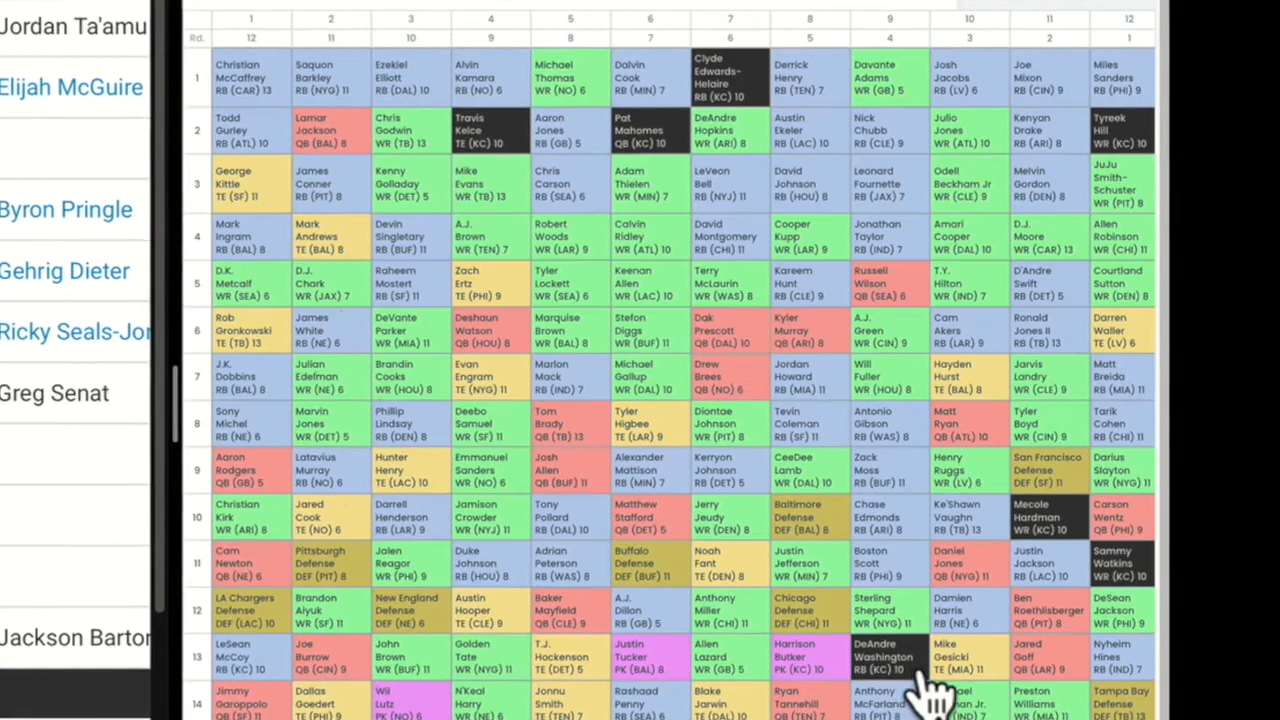 Jordan Ta'amu
Elijah McGuire
Byron Pringle
Gehrig Dieter
Ricky Seals-Jo
Greg Senat
Jackson Barto
1 2 3 4 5 6 7 8 9 10 11 12
Rd. 12 11 10 9 8 7 6 5 4 3 2 1
1
Christian McCaffrey RB (CAR) 13
Saquon Barkley RB (NYG) 11
Ezekiel Elliott RB (DAL) 10
Alvin Kamara RB (NO) 6
Michael Thomas WR (NO) 6
Dalvin Cook RB (MIN) 7
Clyde Edwards-Helaire RB (KC) 10
Derrick Henry RB (TEN) 7
Davante Adams WR (GB) 5
Josh Jacobs RB (LV) 6
Joe Mixon RB (CIN) 9
Miles Sanders RB (PHI) 9
2
Todd Gurley RB (ATL) 10
Lamar Jackson QB (BAL) 8
Chris Godwin WR (TB) 13
Travis Kelce TE (KC) 10
Aaron Jones RB (GB) 5
Pat Mahomes QB (KC) 10
DeAndre Hopkins WR (ARI) 8
Austin Ekeler RB (LAC) 10
Nick Chubb RB (CLE) 9
Julio Jones WR (ATL) 10
Kenyan Drake RB (ARI) 8
Tyreek Hill WR (KC) 10
3
George Kittle TE (SF) 11
James Conner RB (PIT) 8
Kenny Golladay WR (DET) 5
Mike Evans WR (TB) 13
Chris Carson RB (SEA) 6
Adam Thielen WR (MIN) 7
LeVeon Bell RB (NYJ) 11
David Johnson RB (HOU) 8
Leonard Fournette RB (JAX) 7
Odell Beckham Jr WR (CLE) 9
Melvin Gordon RB (DEN) 8
JuJu Smith-Schuster WR (PIT) 8
4
Mark Ingram RB (BAL) 8
Mark Andrews TE (BAL) 8
Devin Singletary RB (BUF) 11
A.J. Brown WR (TEN) 7
Robert Woods WR (LAR) 9
Calvin Ridley WR (ATL) 10
David Montgomery RB (CHI) 11
Cooper Kupp WR (LAR) 9
Jonathan Taylor RB (IND) 7
Amari Cooper WR (DAL) 10
D.J. Moore WR (CAR) 13
Allen Robinson WR (CHI) 11
5
D.K. Metcalf WR (SEA) 6
D.J. Chark WR (JAX) 7
Raheem Mostert RB (SF) 11
Zach Ertz TE (PHI) 9
Tyler Lockett WR (SEA) 6
Keenan Allen WR (LAC) 10
Terry McLaurin WR (WAS) 8
Kareem Hunt RB (CLE) 9
Russell Wilson QB (SEA) 6
T.Y. Hilton WR (IND) 7
D'Andre Swift RB (DET) 5
Courtland Sutton WR (DEN) 8
6
Rob Gronkowski TE (TB) 13
James White RB (NE) 6
DeVante Parker WR (MIA) 11
Deshaun Watson QB (HOU) 8
Marquise Brown WR (BAL) 8
Stefon Diggs WR (BUF) 11
Dak Prescott QB (DAL) 10
Kyler Murray QB (ARI) 8
A.J. Green WR (CIN) 9
Cam Akers RB (LAR) 9
Ronald Jones II RB (TB) 13
Darren Waller TE (LV) 6
7
J.K. Dobbins RB (BAL) 8
Julian Edelman WR (NE) 6
Brandin Cooks WR (HOU) 8
Evan Engram TE (NYG) 11
Marlon Mack RB (IND) 7
Michael Gallup WR (DAL) 10
Drew Brees QB (NO) 6
Jordan Howard RB (MIA) 11
Will Fuller WR (HOU) 8
Hayden Hurst TE (BAL) 8
Jarvis Landry WR (CLE) 9
Matt Breida RB (MIA) 11
8
Sony Michel RB (NE) 6
Marvin Jones WR (DET) 5
Phillip Lindsay RB (DEN) 8
Deebo Samuel WR (SF) 11
Tom Brady QB (TB) 13
Tyler Higbee TE (LAR) 9
Diontae Johnson WR (PIT) 8
Tevin Coleman RB (SF) 11
Antonio Gibson RB (WAS) 8
Matt Ryan QB (ATL) 10
Tyler Boyd WR (CIN) 9
Tarik Cohen RB (CHI) 11
9
Aaron Rodgers QB (GB) 5
Latavius Murray RB (NO) 6
Hunter Henry TE (LAC) 10
Emmanuel Sanders WR (NO) 6
Josh Allen QB (BUF) 11
Alexander Mattison RB (MIN) 7
Kerryon Johnson RB (DET) 5
CeeDee Lamb WR (DAL) 10
Zack Moss RB (BUF) 11
Henry Ruggs WR (LV) 6
San Francisco Defense DEF (SF) 11
Darius Slayton WR (NYG) 11
10
Christian Kirk WR (ARI) 8
Jared Cook TE (NO) 6
Darrell Henderson RB (LAR) 9
Jamison Crowder WR (NYJ) 11
Tony Pollard RB (DAL) 10
Matthew Stafford QB (DET) 5
Jerry Jeudy WR (DEN) 8
Baltimore Defense DEF (BAL) 8
Chase Edmonds RB (ARI) 8
Ke'Shawn Vaughn RB (TB) 13
Mecole Hardman WR (KC) 10
Carson Wentz QB (PHI) 9
11
Cam Newton QB (NE) 6
Pittsburgh Defense DEF (PIT) 8
Jalen Reagor WR (PHI) 9
Duke Johnson RB (HOU) 8
Adrian Peterson RB (WAS) 8
Buffalo Defense DEF (BUF) 11
Noah Fant TE (DEN) 8
Justin Jefferson WR (MIN) 7
Boston Scott RB (PHI) 9
Daniel Jones QB (NYG) 11
Justin Jackson RB (LAC) 10
Sammy Watkins WR (KC) 10
12
LA Chargers Defense DEF (LAC) 10
Brandon Aiyuk WR (SF) 11
New England Defense DEF (NE) 6
Austin Hooper TE (CLE) 9
Baker Mayfield QB (CLE) 9
A.J. Dillon RB (GB) 5
Anthony Miller WR (CHI) 11
Chicago Defense DEF (CHI) 11
Sterling Shepard WR (NYG) 11
Damien Harris RB (NE) 6
Ben Roethlisberger QB (PIT) 8
DeSean Jackson WR (PHI) 9
13
LeSean McCoy RB (KC) 10
Joe Burrow QB (CIN) 9
John Brown WR (BUF) 11
Golden Tate WR (NYG) 11
T.J. Hockenson TE (DET) 5
Justin Tucker PK (BAL) 8
Allen Lazard WR (GB) 5
Harrison Butker PK (KC) 10
DeAndre Washington RB (KC) 10
Mike Gesicki TE (MIA) 11
Jared Goff QB (LAR) 9
Nyheim Hines RB (IND) 7
14
Jimmy Garoppolo QB (SF) 11
Dallas Goedert TE (PHI) 9
Wil Lutz PK (NO) 6
N'Keal Harry WR (NE) 6
Jonnu Smith TE (TEN) 7
Rashaad Penny RB (SEA) 6
Blake Jarwin TE (DAL) 10
Ryan Tannehill QB (TEN) 7
Anthony McFarland RB (PIT) 8
ael an Jr. (IND) 7
Preston Williams WR (MIA) 11
Tampa Bay Defense DEF (TB) 13